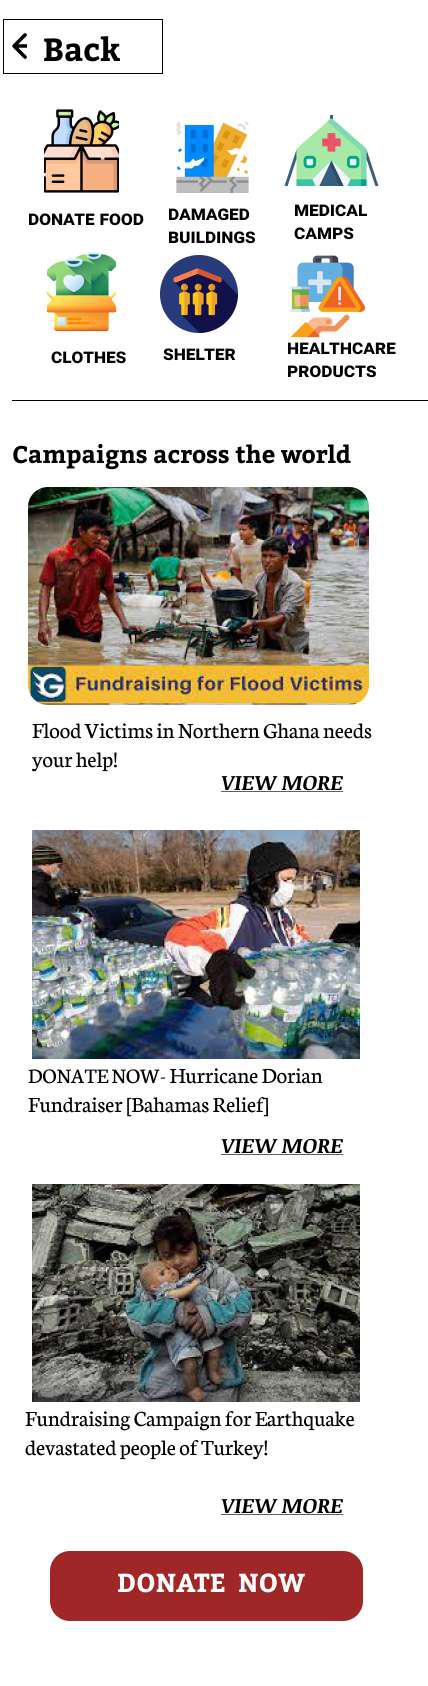 Back
DONATE FOOD
DAMAGED
BUILDINGS
MEDICAL
CAMPS
CLOTHES
SHELTER
HEALTHCARE
PRODUCTS
Campaigns across the world
G Fundraising for Flood Victims
Flood Victims in Northern Ghana needs
your help!
VIEW MORE
DONATE NOW- Hurricane Dorian
Fundraiser [Bahamas Relief]
VIEW MORE
Fundraising Campaign for Earthquake
devastated people of Turkey!
VIEW MORE
DONATE NOW